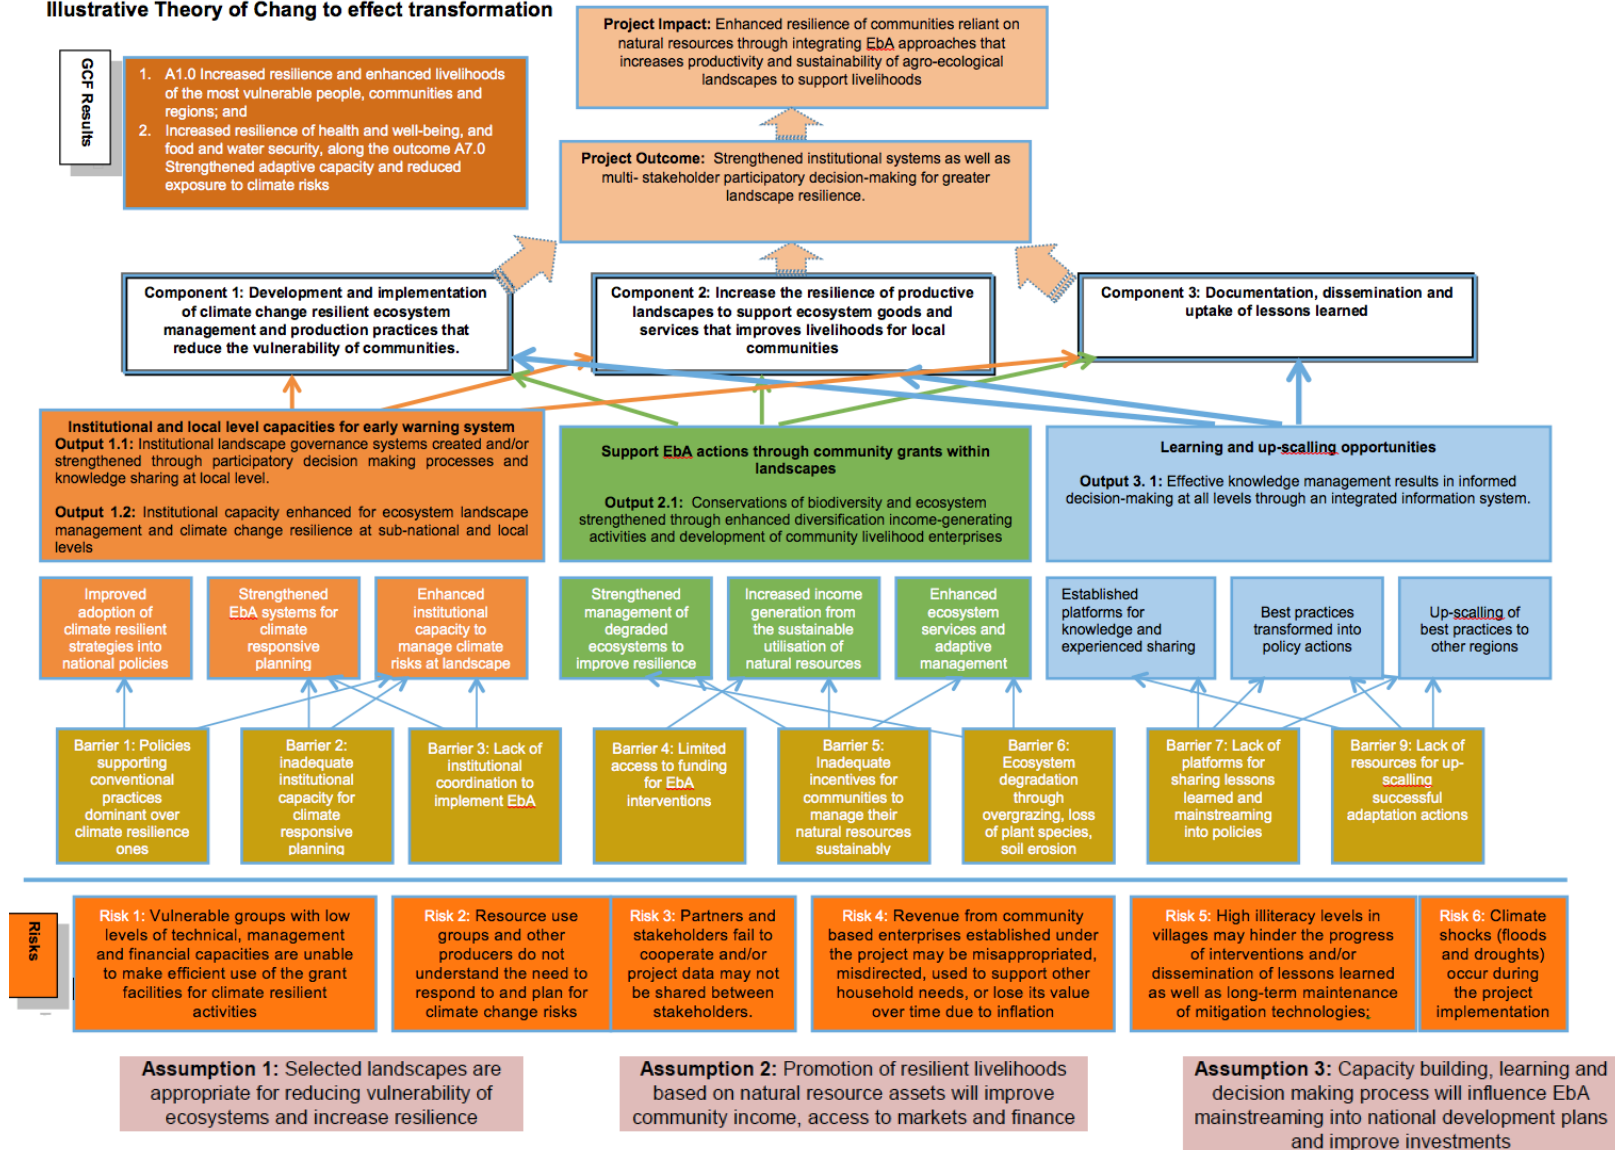 Illustrative Theory of Chang to effect transformation
Project Impact: Enhanced resilience of communities reliant on
natural resources through integrating EbA approaches that
increases productivity and sustainability of agro-ecological
landscapes to support livelihoods
GCF Results
1. A1.0 Increased resilience and enhanced livelihoods
of the most vulnerable people, communities and
regions; and
2. Increased resilience of health and well-being, and
food and water security, along the outcome A7.0
Strengthened adaptive capacity and reduced
exposure to climate risks
Project Outcome: Strengthened institutional systems as well as
multi- stakeholder participatory decision-making for greater
landscape resilience.
Component 1: Development and implementation
of climate change resilient ecosystem
management and production practices that
reduce the vulnerability of communities.
Component 2: Increase the resilience of productive
landscapes to support ecosystem goods and
services that improves livelihoods for local
communities
Component 3: Documentation, dissemination and
uptake of lessons learned
Institutional and local level capacities for early warning system
Output 1.1: Institutional landscape governance systems created and/or
strengthened through participatory decision making processes and
knowledge sharing at local level.
Output 1.2: Institutional capacity enhanced for ecosystem landscape
management and climate change resilience at sub-national and local
levels
Support EbA actions through community grants within
landscapes
Output 2.1: Conservations of biodiversity and ecosystem
strengthened through enhanced diversification income-generating
activities and development of community livelihood enterprises
Learning and up-scalling opportunities
Output 3. 1: Effective knowledge management results in informed
decision-making at all levels through an integrated information system.
Improved
adoption of
climate resilient
strategies into
national policies
Strengthened
EbA systems for
climate
responsive
planning
Enhanced
institutional
capacity to
manage climate
risks at landscape
Strengthened
management of
degraded
ecosystems to
improve resilience
Increased income
generation from
the sustainable
utilisation of
natural resources
Enhanced
ecosystem
services and
adaptive
management
Established
platforms for
knowledge and
experienced sharing
Best practices
transformed into
policy actions
Up-scalling of
best practices to
other regions
Barrier 1: Policies
supporting
conventional
practices
dominant over
climate resilience
ones
Barrier 2:
inadequate
institutional
capacity for
climate
responsive
planning
Barrier 3: Lack of
institutional
coordination to
implement EbA
Barrier 4: Limited
access to funding
for EbA
interventions
Barrier 5:
Inadequate
incentives for
communities to
manage their
natural resources
sustainably
Barrier 6:
Ecosystem
degradation
through
overgrazing, loss
of plant species,
soil erosion
Barrier 7: Lack of
platforms for
sharing lessons
learned and
mainstreaming
into policies
Barrier 9: Lack of
resources for up-
scalling
successful
adaptation actions
Risks
Risk 1: Vulnerable groups with low
levels of technical, management
and financial capacities are unable
to make efficient use of the grant
facilities for climate resilient
activities
Risk 2: Resource use
groups and other
producers do not
understand the need to
respond to and plan for
climate change risks
Risk 3: Partners and
stakeholders fail to
cooperate and/or
project data may not
be shared between
stakeholders.
Risk 4: Revenue from community
based enterprises established under
the project may be misappropriated,
misdirected, used to support other
household needs, or lose its value
over time due to inflation
Risk 5: High illiteracy levels in
villages may hinder the progress
of interventions and/or
dissemination of lessons learned
as well as long-term maintenance
of mitigation technologies;
Risk 6: Climate
shocks (floods
and droughts)
occur during
the project
implementation
Assumption 1: Selected landscapes are
appropriate for reducing vulnerability of
ecosystems and increase resilience
Assumption 2: Promotion of resilient livelihoods
based on natural resource assets will improve
community income, access to markets and finance
Assumption 3: Capacity building, learning and
decision making process will influence EbA
mainstreaming into national development plans
and improve investments